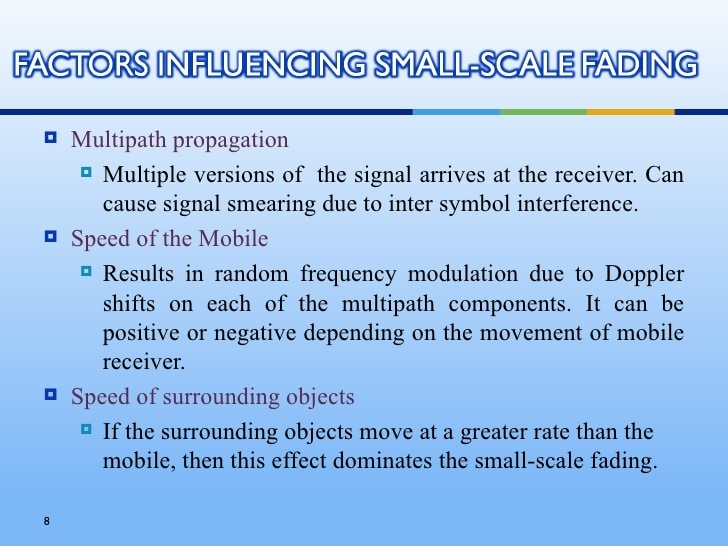 FACTORS INFLUENCING SMALL-SCALE FADING
Multipath propagation
Multiple versions of the signal arrives at the receiver. Can
cause signal smearing due to inter symbol interference.
Speed of the Mobile
Results in random frequency modulation due to Doppler
shifts on each of the multipath components. It can be
positive or negative depending on the movement of mobile
receiver.
Speed of surrounding objects
If the surrounding objects move at a greater rate than the
mobile, then this effect dominates the small-scale fading.
8